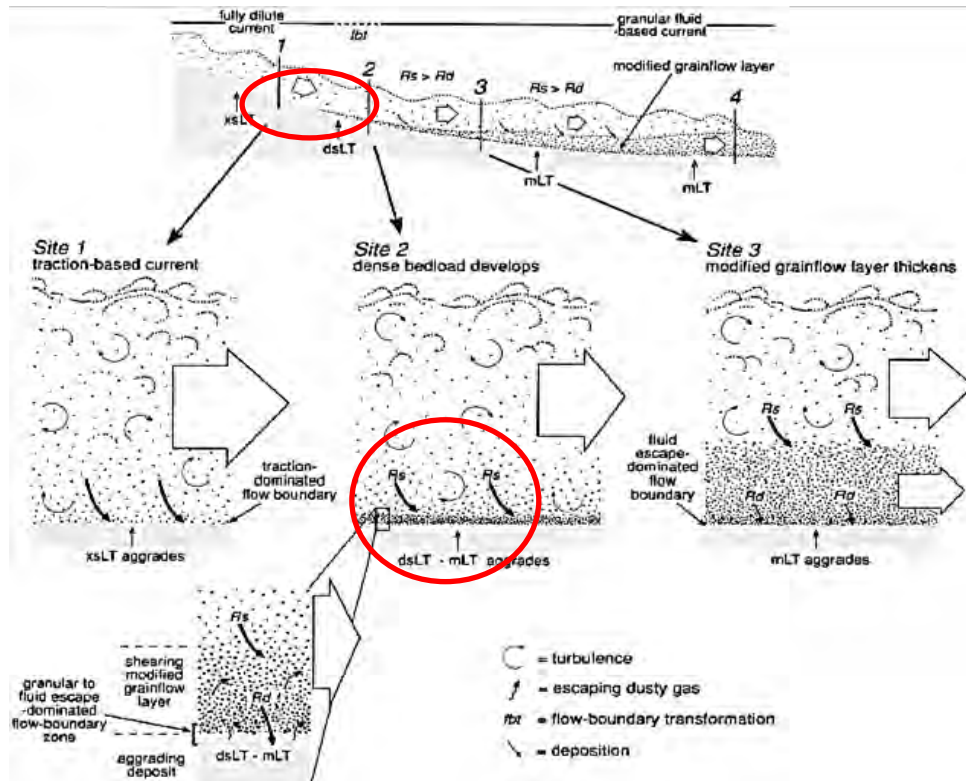 fully dilute
current
fbt
granular fluid
-based current
1
2
Rs > Rd
3
Rs > Rd
modified grainflow layer
4
xsLT
dsLT
mLT
mLT
Site 1
traction-based current
Site 2
dense bedload develops
Site 3
modified grainflow layer thickens
Rs
Rs
traction-
dominated
flow boundary
Rs
Rs
fluid
escape-
dominated
flow
boundary
Rd
Rd
xsLT aggrades
dsLT - mLT aggrades
mLT aggrades
Rs
shearing
modified
grainflow
layer
granular to
fluid escape
-dominated
flow-boundary
zone
Rd
aggrading
deposit
dsLT - mLT
= turbulence
= escaping dusty gas
fbt = flow-boundary transformation
= deposition